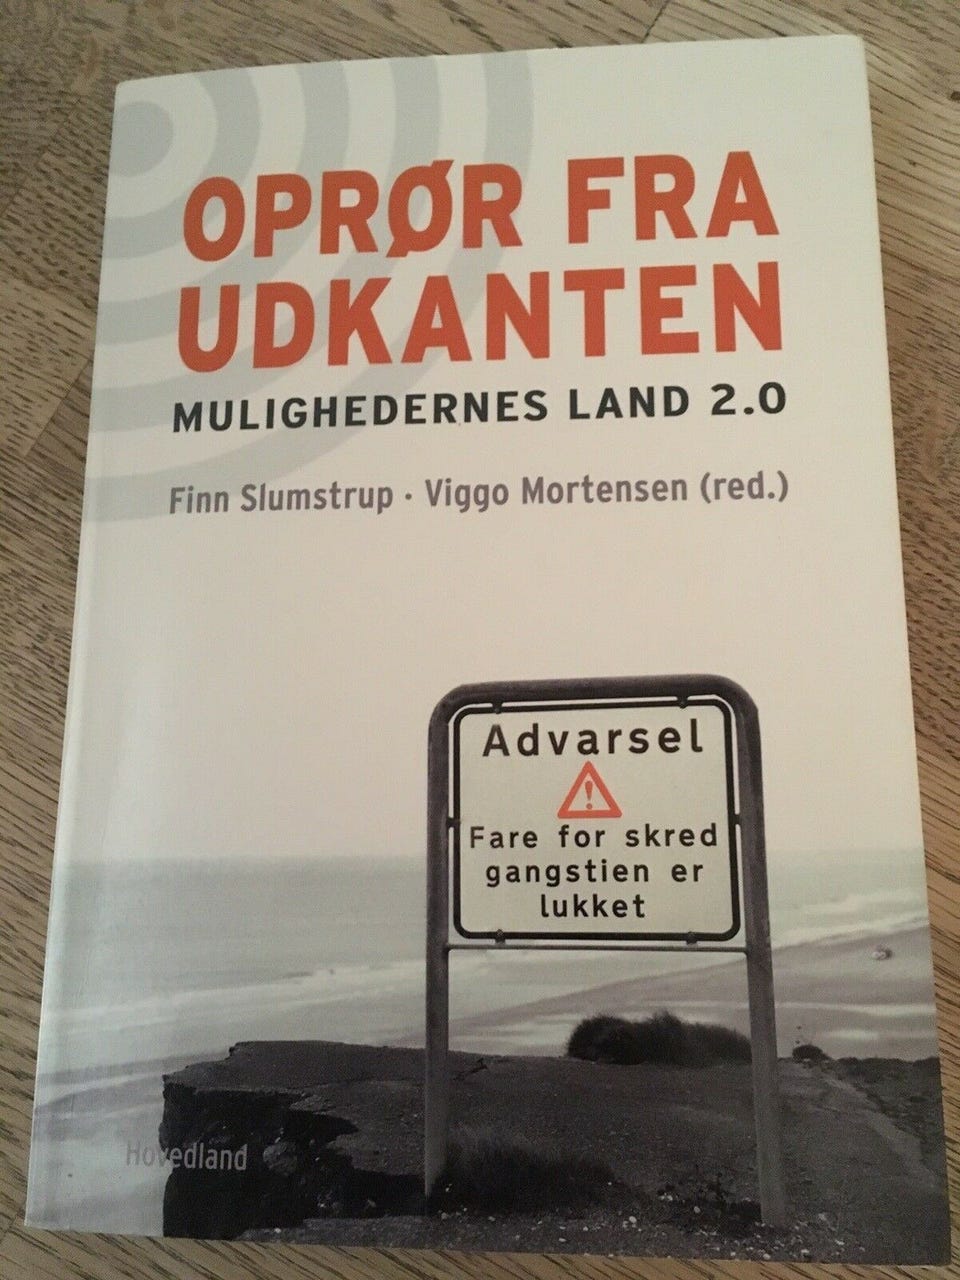 OPRØR FRA
UDKANTEN
MULIGHEDERNES LAND 2.0
Finn Slumstrup · Viggo Mortensen (red.)
Advarsel
!
Fare for skred
gangstien er
lukket
Hovedland